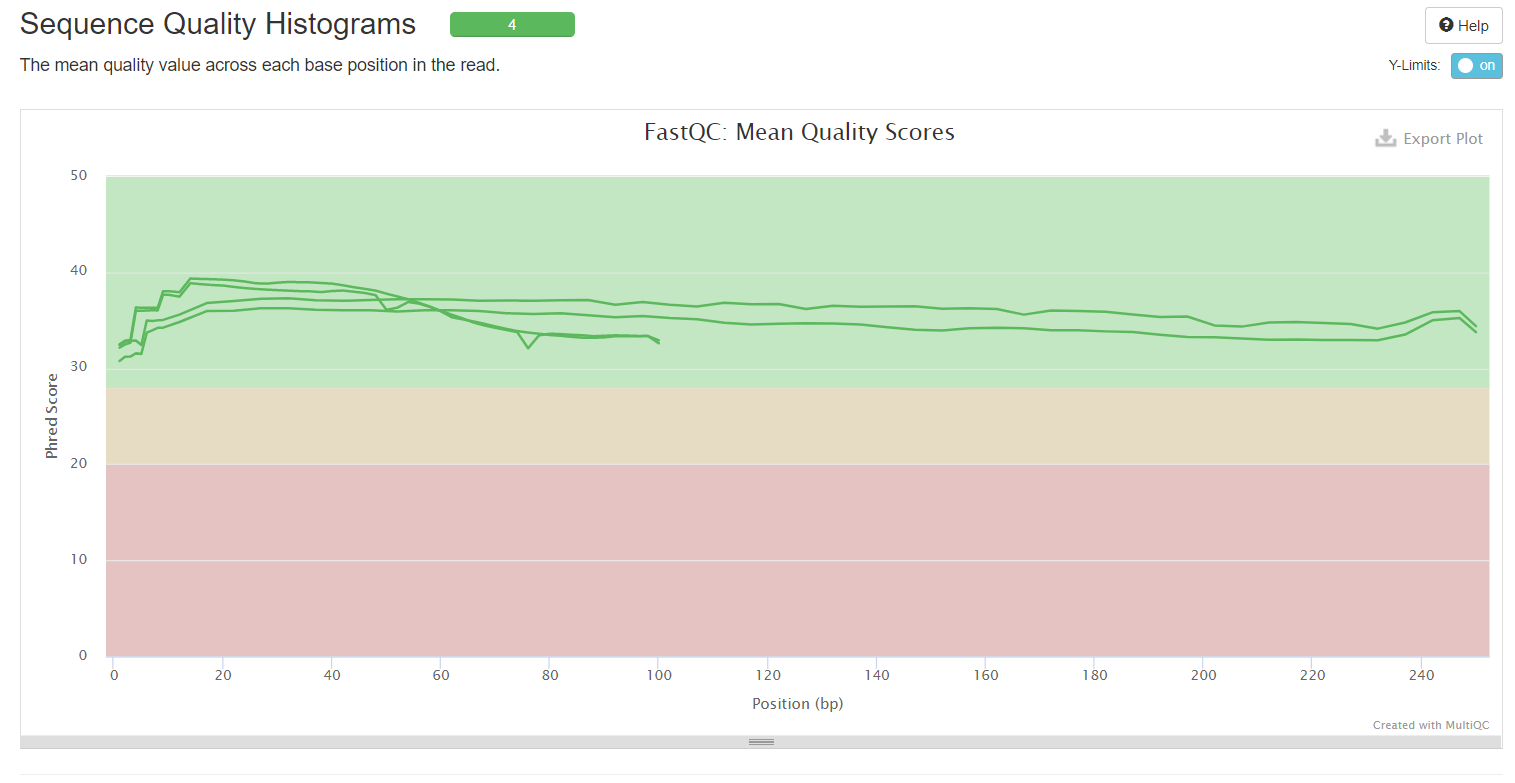 Sequence Quality Histograms
4
Help
The mean quality value across each base position in the read.
Y-Limits: on
FastQC: Mean Quality Scores
Export Plot
50
40
30
20
10
0
Phred Score
0 20 40 60 80 100 120 140 160 180 200 220 240
Position (bp)
Created with MultiQC